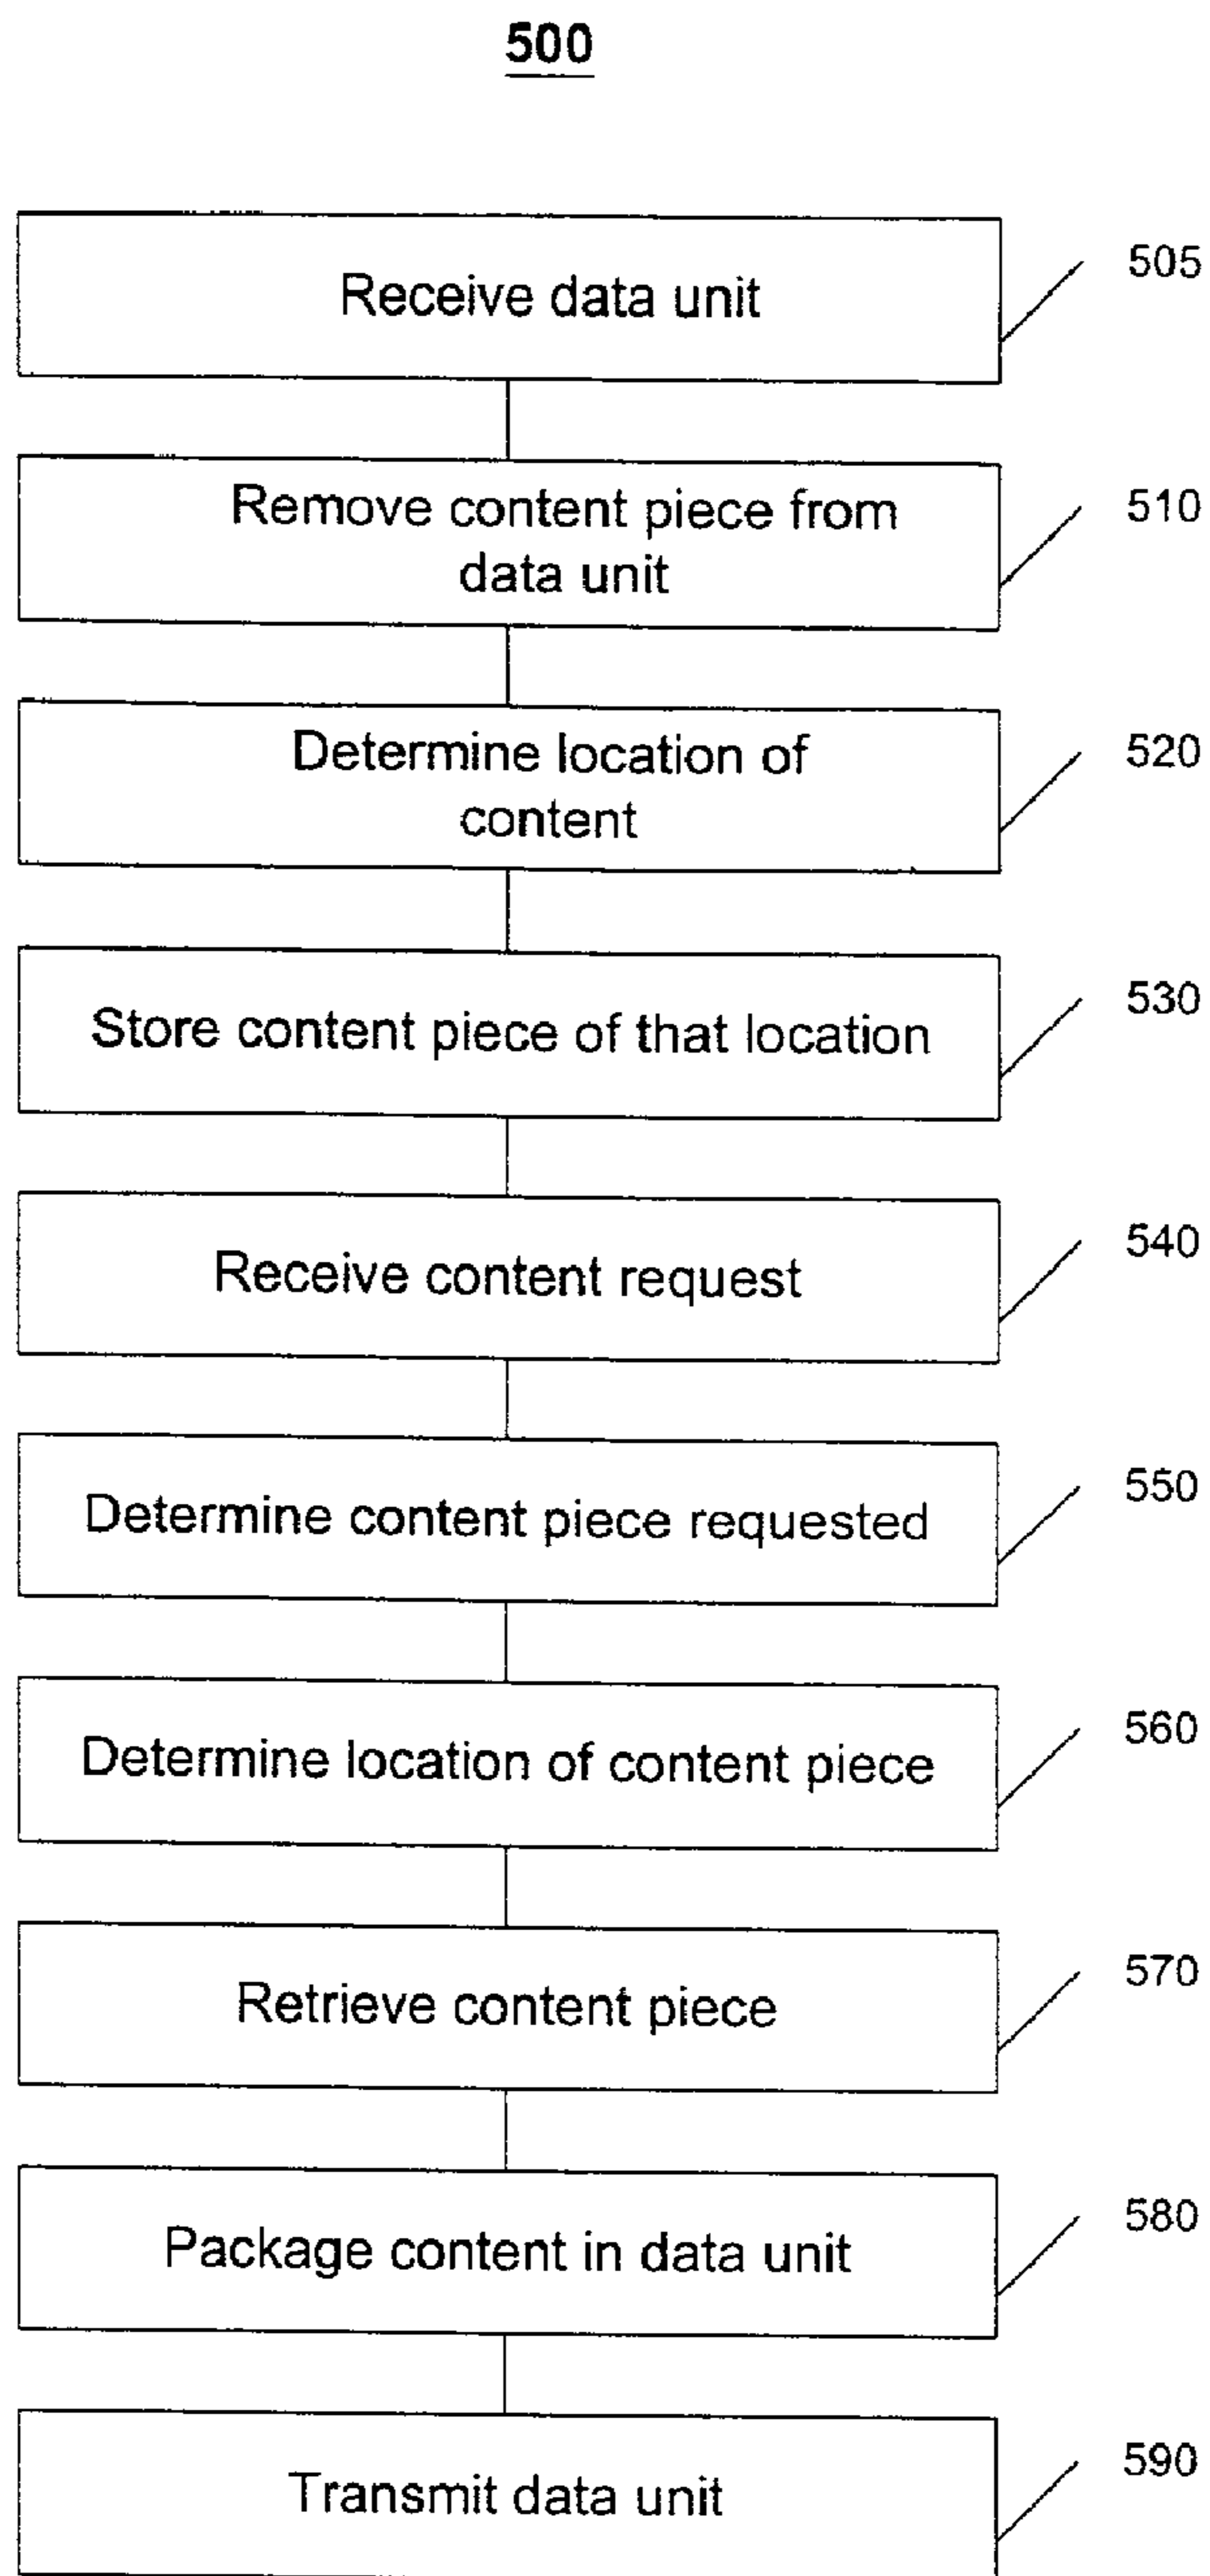 500
Receive data unit
505
Remove content piece from
data unit
510
Determine location of
content
520
Store content piece of that location
530
Receive content request
540
Determine content piece requested
550
Determine location of content piece
560
Retrieve content piece
570
Package content in data unit
580
Transmit data unit
590